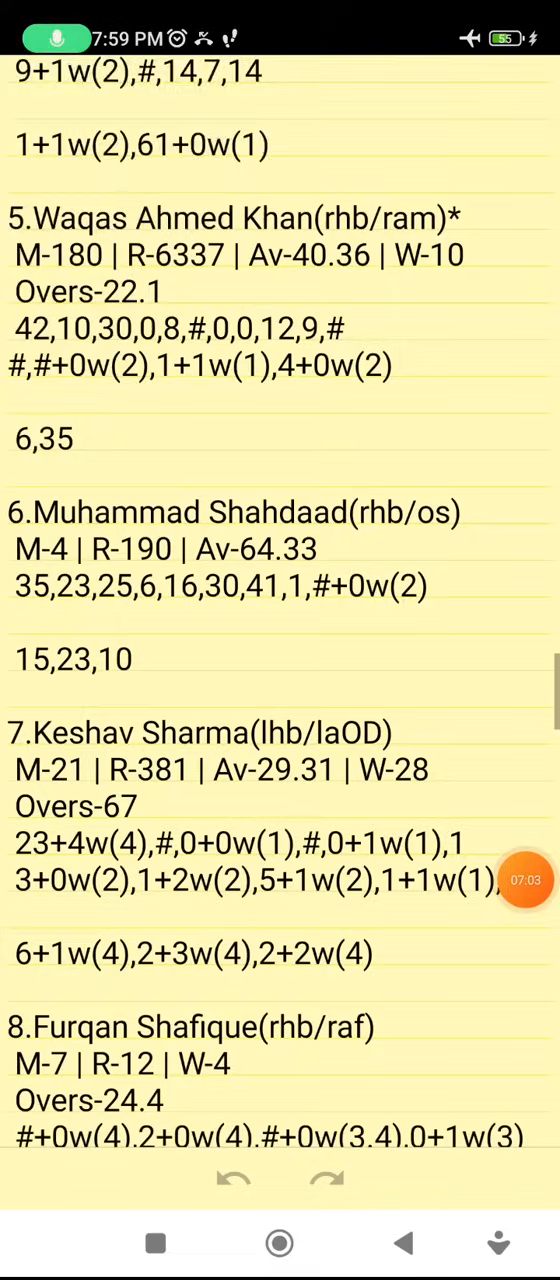 7:59 PM
55
9+1w(2),#,14,7,14
1+1w(2),61+0w(1)
5.Waqas Ahmed Khan(rhb/ram)*
M-180 | R-6337 | Av-40.36 | W-10
Overs-22.1
42,10,30,0,8,#,0,0,12,9,#
#,#+0w(2),1+1w(1),4+0w(2)
6,35
6.Muhammad Shahdaad(rhb/os)
M-4 | R-190 | Av-64.33
35,23,25,6,16,30,41,1,#+0w(2)
15,23,10
7.Keshav Sharma(lhb/laOD)
M-21 | R-381 | Av-29.31 | W-28
Overs-67
23+4w(4),#,0+0w(1),#,0+1w(1),1
3+0w(2),1+2w(2),5+1w(2),1+1w(1),
07:03
6+1w(4),2+3w(4),2+2w(4)
8.Furqan Shafique(rhb/raf)
M-7 | R-12 | W-4
Overs-24.4
#+0w(4),2+0w(4),#+0w(3.4),0+1w(3)